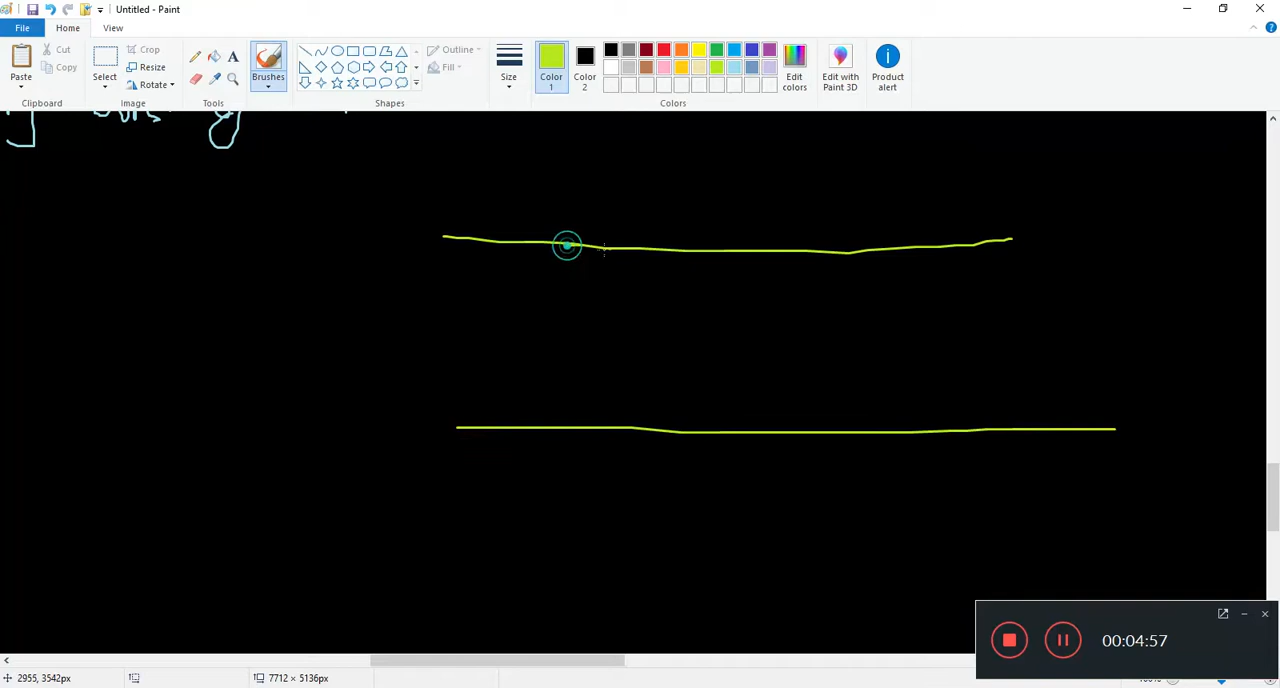 Untitled - Paint
File
Home
View
Paste
Cut
Copy
Clipboard
Select
Crop
Resize
Rotate
Image
Tools
Brushes
Shapes
Outline
Fill
Size
Color 1
Color 2
Edit colors
Colors
Edit with Paint 3D
Product alert
00:04:57
2955, 3542px
7712 × 5136px